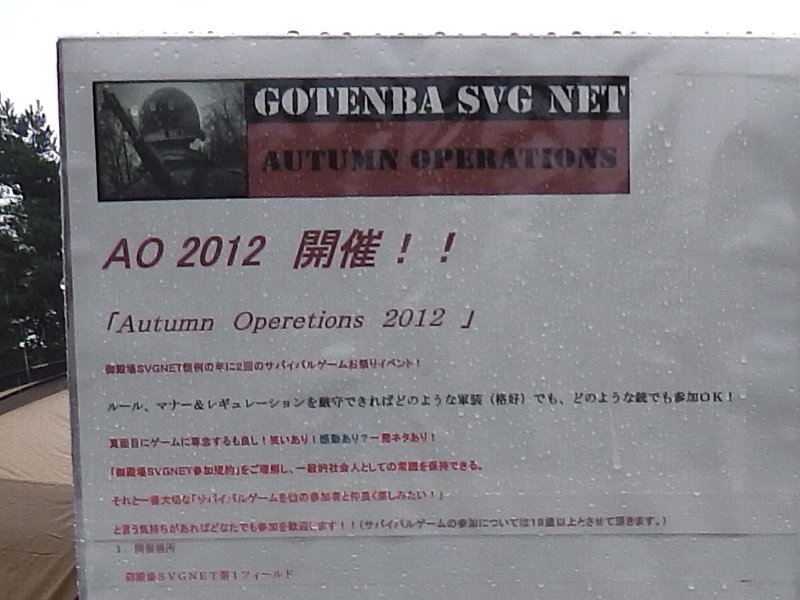 GOTENBA SVG NET
AUTUMN OPERATIONS
AO 2012 開催！！
「Autumn Operetions 2012 」
御殿場SVGNET恒例の年に2回のサバイバルゲームお祭りイベント！
ルール、マナー＆レギュレーションを厳守できればどのような軍装（格好）でも、どのような銃でも参加OK！
真面目にゲームに専念するも良し！笑いあり！感動あり？一発ネタあり！
「御殿場SVGNET参加規約」をご理解し、一般的社会人としての常識を保持できる。
それと一番大切な「サバイバルゲームを他の参加者と仲良く楽しみたい！」
と言う気持ちがあればどなたでも参加を歓迎します！！（サバイバルゲームの参加については18歳以上とさせて頂きます。）
１．開催場所
御殿場SVGNET第1フィールド